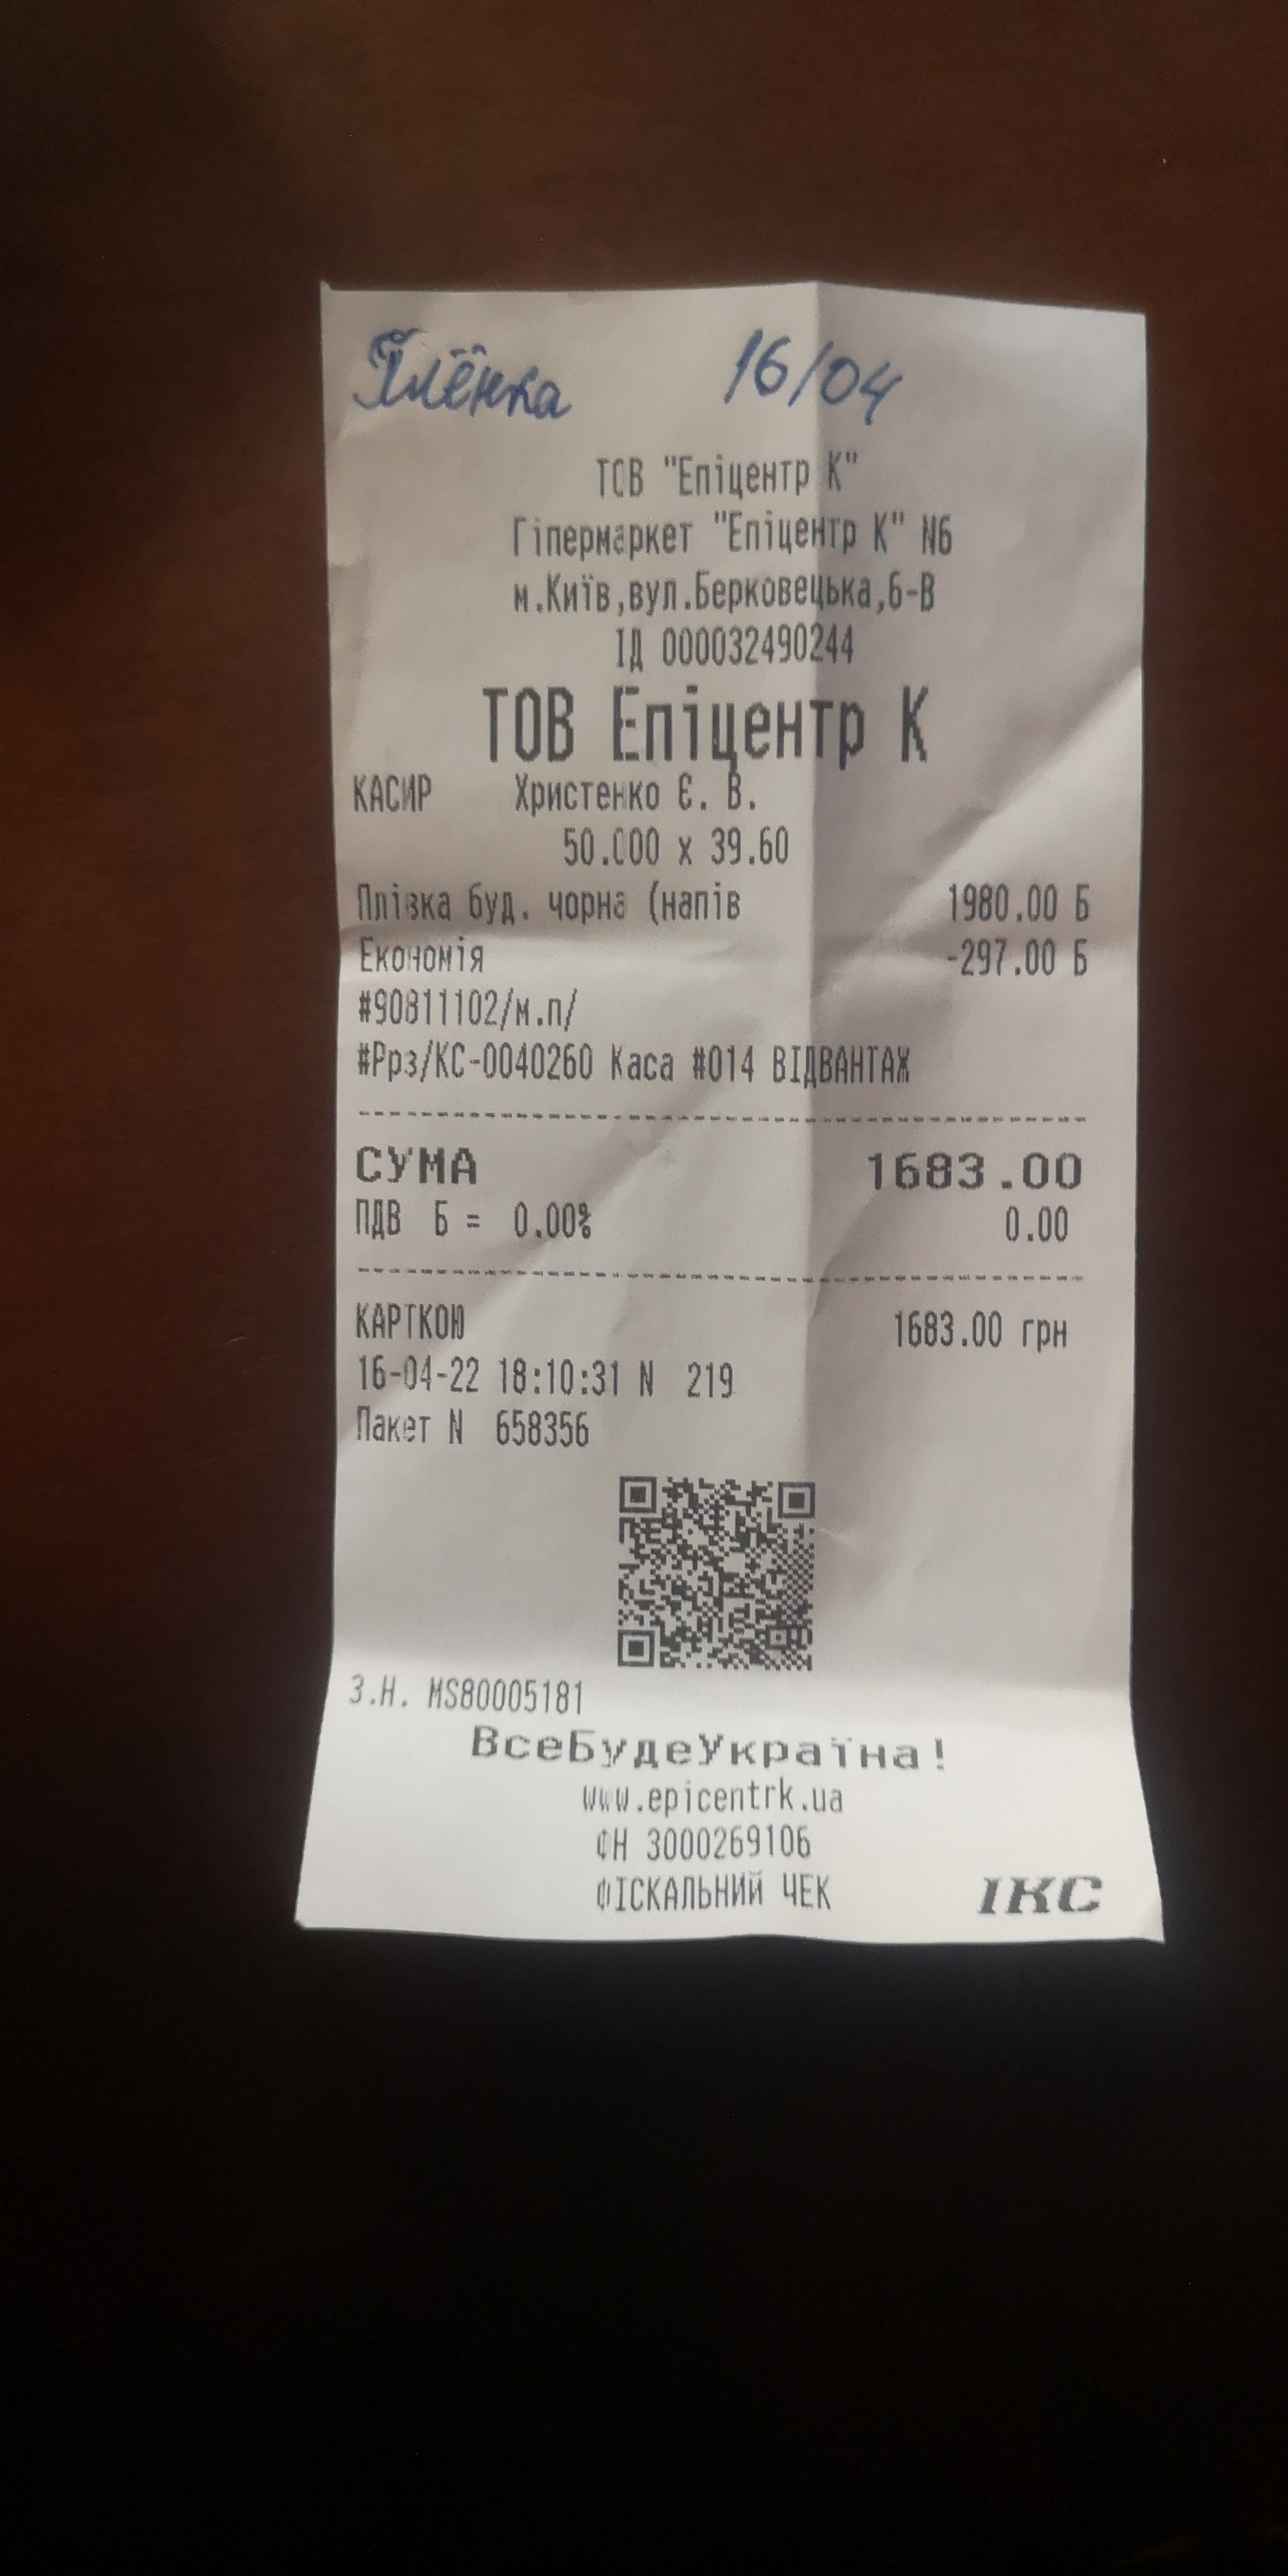 Плёнка 16/04
ТОВ "Епіцентр К"
Гіпермаркет "Епіцентр К" N6
м.Київ,вул.Берковецька,6-В
ІД 000032490244
ТОВ Епіцентр К
КАСИР Христенко Є. В.
50.000 x 39.60
Плівка буд. чорна (напів 1980.00 Б
Економія -297.00 Б
#90811102/м.п/
#Ррз/КС-0040260 Каса #014 ВІДВАНТАЖ
СУМА 1683.00
ПДВ Б = 0.00% 0.00
КАРТКОЮ 1683.00 грн
16-04-22 18:10:31 N 219
Пакет N 658356
З.Н. MS80005181
ВсеБудеУкраїна!
www.epicentrk.ua
ФН 3000269106
ФІСКАЛЬНИЙ ЧЕК ІКС